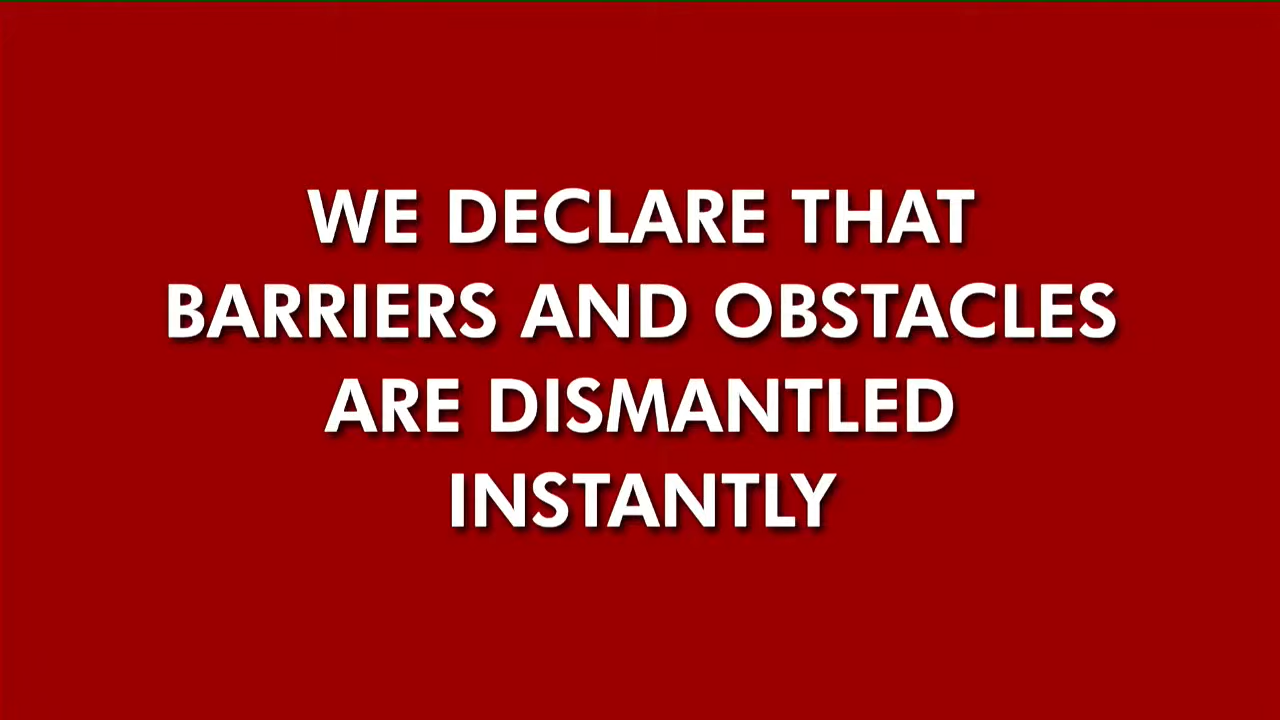 WE DECLARE THAT
BARRIERS AND OBSTACLES
ARE DISMANTLED
INSTANTLY